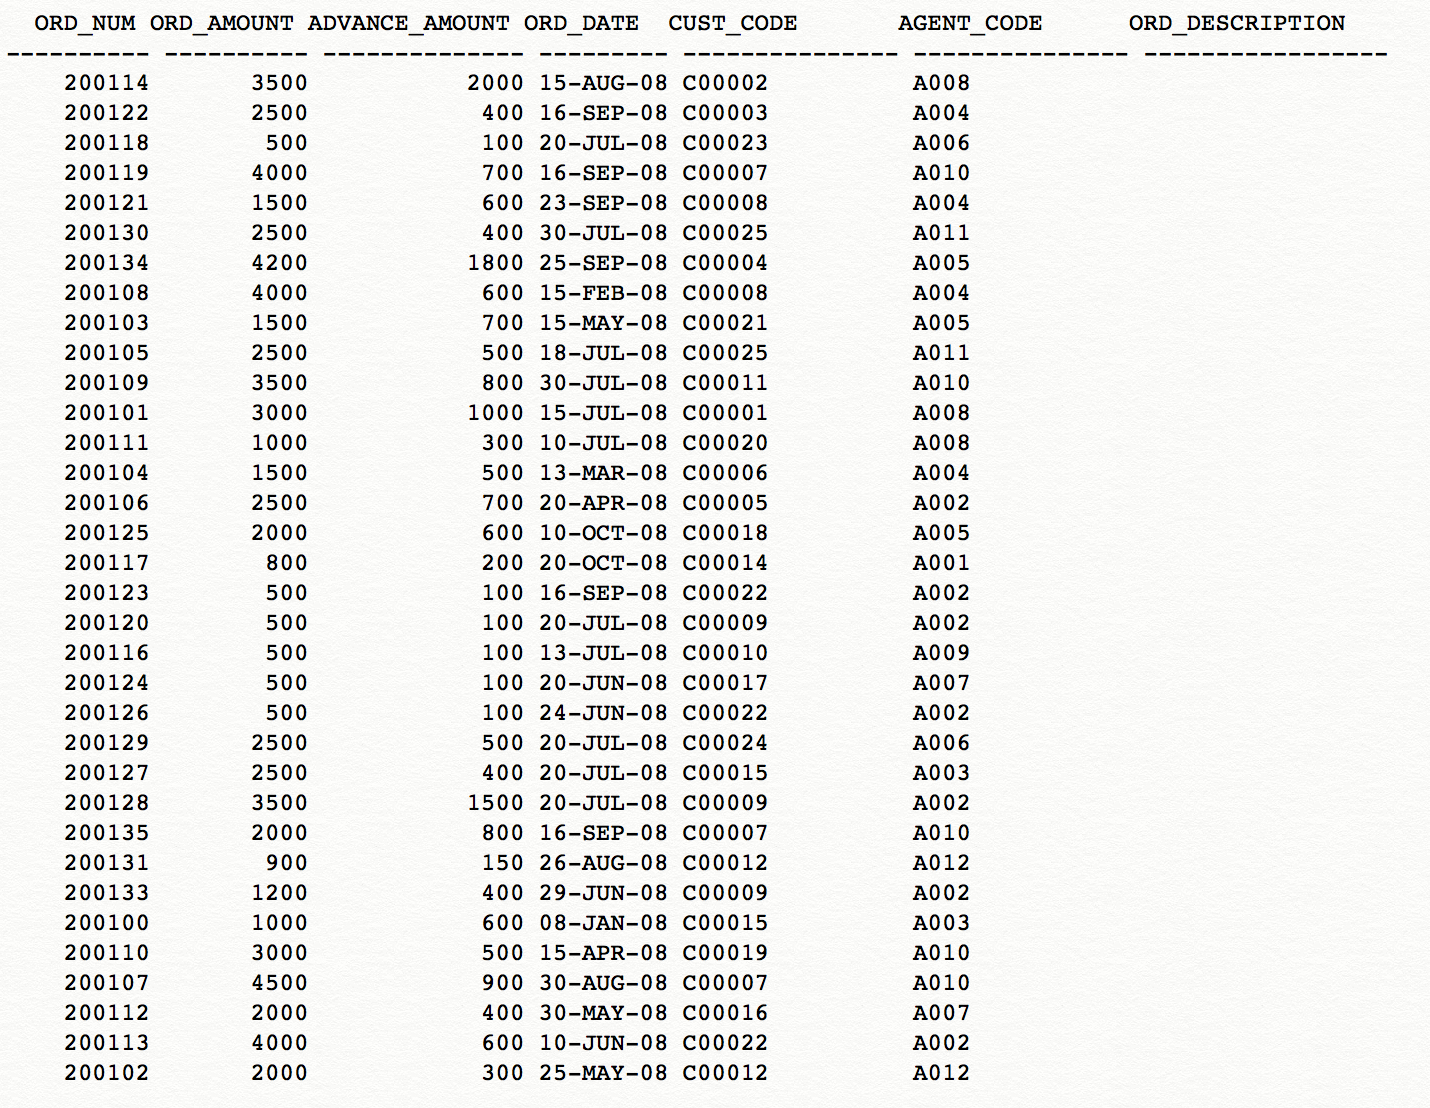 ORD_NUM ORD_AMOUNT ADVANCE_AMOUNT ORD_DATE CUST_CODE AGENT_CODE ORD_DESCRIPTION
---------- ---------- -------------- --------- --------------- --------------- -----------------
200114 3500 2000 15-AUG-08 C00002 A008
200122 2500 400 16-SEP-08 C00003 A004
200118 500 100 20-JUL-08 C00023 A006
200119 4000 700 16-SEP-08 C00007 A010
200121 1500 600 23-SEP-08 C00008 A004
200130 2500 400 30-JUL-08 C00025 A011
200134 4200 1800 25-SEP-08 C00004 A005
200108 4000 600 15-FEB-08 C00008 A004
200103 1500 700 15-MAY-08 C00021 A005
200105 2500 500 18-JUL-08 C00025 A011
200109 3500 800 30-JUL-08 C00011 A010
200101 3000 1000 15-JUL-08 C00001 A008
200111 1000 300 10-JUL-08 C00020 A008
200104 1500 500 13-MAR-08 C00006 A004
200106 2500 700 20-APR-08 C00005 A002
200125 2000 600 10-OCT-08 C00018 A005
200117 800 200 20-OCT-08 C00014 A001
200123 500 100 16-SEP-08 C00022 A002
200120 500 100 20-JUL-08 C00009 A002
200116 500 100 13-JUL-08 C00010 A009
200124 500 100 20-JUN-08 C00017 A007
200126 500 100 24-JUN-08 C00022 A002
200129 2500 500 20-JUL-08 C00024 A006
200127 2500 400 20-JUL-08 C00015 A003
200128 3500 1500 20-JUL-08 C00009 A002
200135 2000 800 16-SEP-08 C00007 A010
200131 900 150 26-AUG-08 C00012 A012
200133 1200 400 29-JUN-08 C00009 A002
200100 1000 600 08-JAN-08 C00015 A003
200110 3000 500 15-APR-08 C00019 A010
200107 4500 900 30-AUG-08 C00007 A010
200112 2000 400 30-MAY-08 C00016 A007
200113 4000 600 10-JUN-08 C00022 A002
200102 2000 300 25-MAY-08 C00012 A012